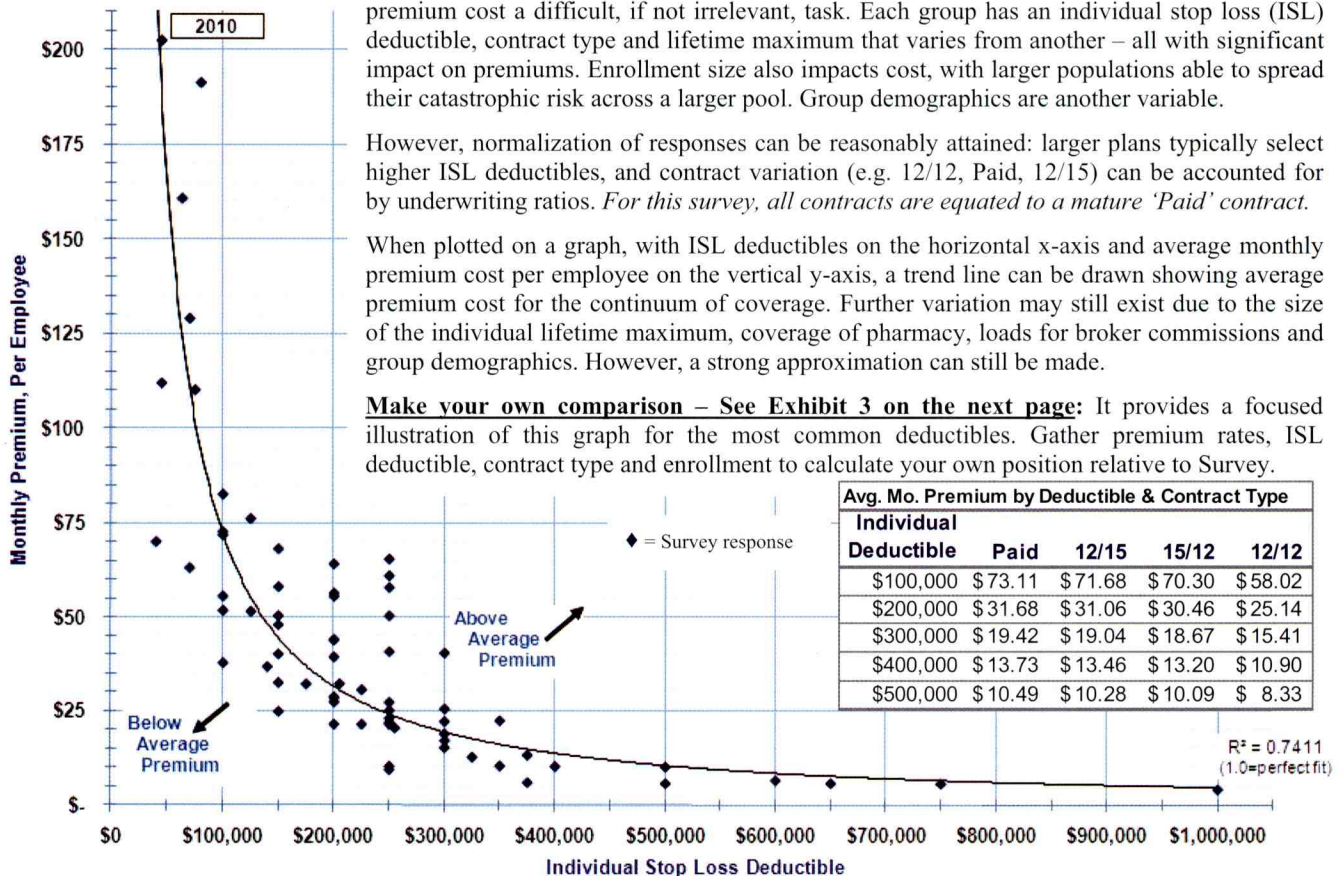 premium cost a difficult, if not irrelevant, task. Each group has an individual stop loss (ISL)
deductible, contract type and lifetime maximum that varies from another – all with significant
impact on premiums. Enrollment size also impacts cost, with larger populations able to spread
their catastrophic risk across a larger pool. Group demographics are another variable.
However, normalization of responses can be reasonably attained: larger plans typically select
higher ISL deductibles, and contract variation (e.g. 12/12, Paid, 12/15) can be accounted for
by underwriting ratios. For this survey, all contracts are equated to a mature ‘Paid’ contract.
When plotted on a graph, with ISL deductibles on the horizontal x-axis and average monthly
premium cost per employee on the vertical y-axis, a trend line can be drawn showing average
premium cost for the continuum of coverage. Further variation may still exist due to the size
of the individual lifetime maximum, coverage of pharmacy, loads for broker commissions and
group demographics. However, a strong approximation can still be made.
Make your own comparison – See Exhibit 3 on the next page: It provides a focused
illustration of this graph for the most common deductibles. Gather premium rates, ISL
deductible, contract type and enrollment to calculate your own position relative to Survey.
2010
Monthly Premium, Per Employee
$200
$175
$150
$125
$100
$75
$50
$25
$-
= Survey response
Above
Average
Premium
Below
Average
Premium
Avg. Mo. Premium by Deductible & Contract Type
Individual
Deductible Paid 12/15 15/12 12/12
$100,000 $73.11 $71.68 $70.30 $58.02
$200,000 $31.68 $31.06 $30.46 $25.14
$300,000 $19.42 $19.04 $18.67 $15.41
$400,000 $13.73 $13.46 $13.20 $10.90
$500,000 $10.49 $10.28 $10.09 $ 8.33
R² = 0.7411
(1.0=perfectfit)
$0 $100,000 $200,000 $300,000 $400,000 $500,000 $600,000 $700,000 $800,000 $900,000 $1,000,000
Individual Stop Loss Deductible